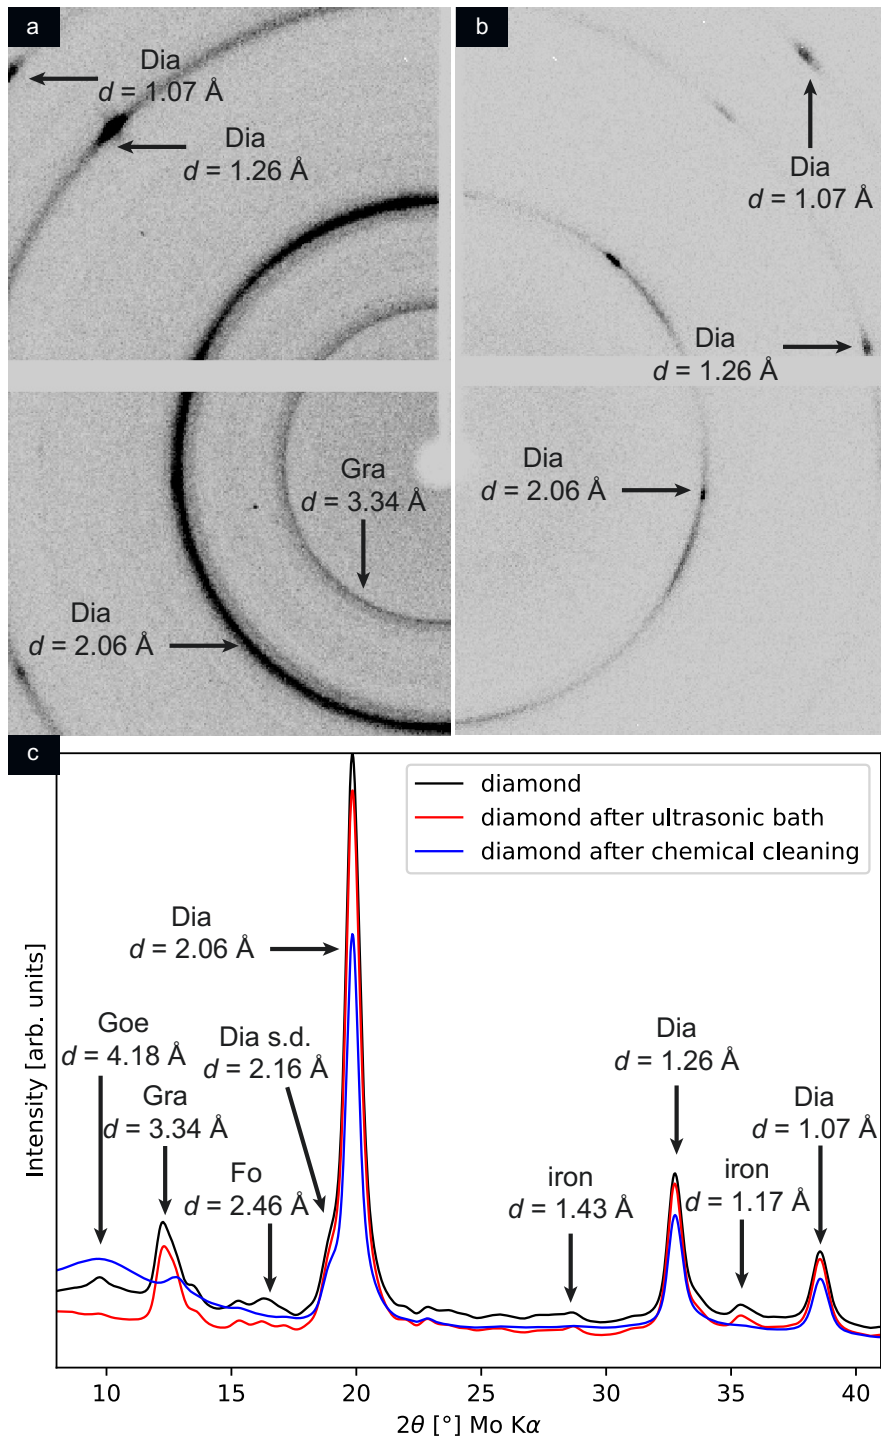 a
Dia
d = 1.07 Å
Dia
d = 1.26 Å
Gra
d = 3.34 Å
Dia
d = 2.06 Å
b
Dia
d = 1.07 Å
Dia
d = 1.26 Å
Dia
d = 2.06 Å
c
diamond
diamond after ultrasonic bath
diamond after chemical cleaning
Dia
d = 2.06 Å
Goe
d = 4.18 Å
Gra
d = 3.34 Å
Dia s.d.
d = 2.16 Å
Fo
d = 2.46 Å
iron
d = 1.43 Å
Dia
d = 1.26 Å
iron
d = 1.17 Å
Dia
d = 1.07 Å
Intensity [arb. units]
10 15 20 25 30 35 40
2θ [°] Mo Kα